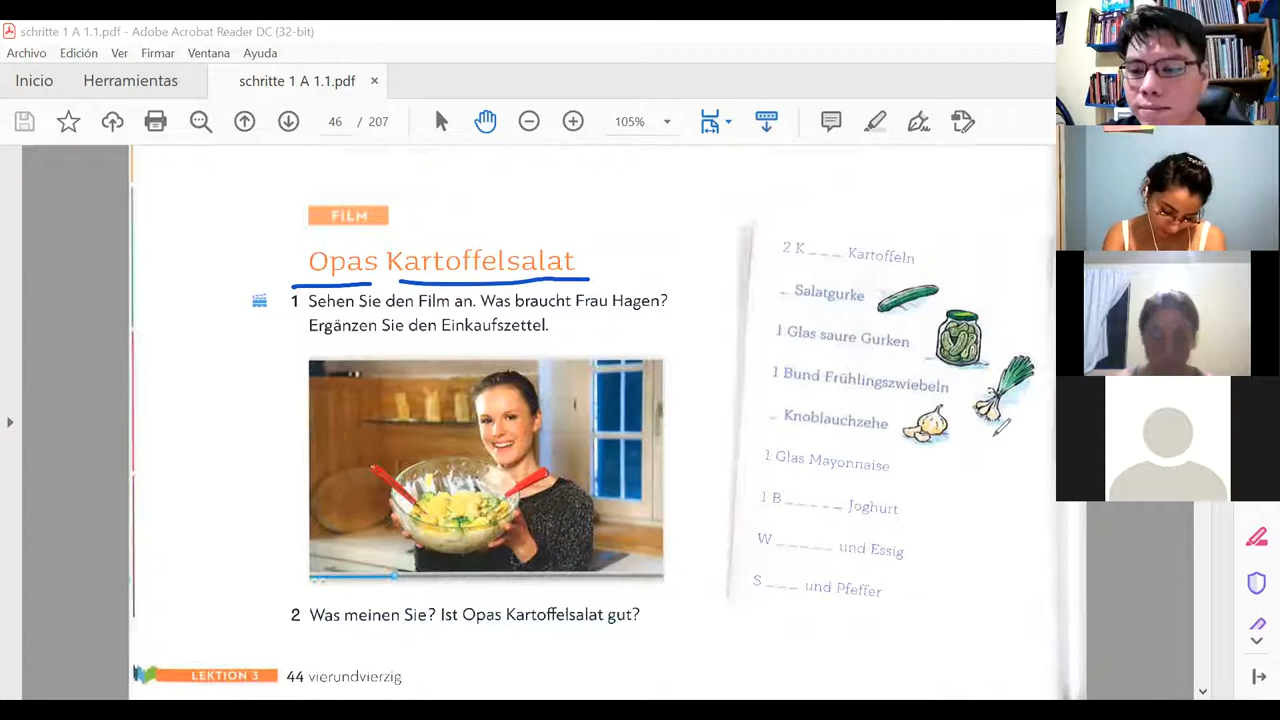 schritte 1 A 1.1.pdf - Adobe Acrobat Reader DC (32-bit)
Archivo Edición Ver Firmar Ventana Ayuda
Inicio Herramientas schritte 1 A 1.1.pdf ×
46 / 207 105%
FILM
Opas Kartoffelsalat
1 Sehen Sie den Film an. Was braucht Frau Hagen?
Ergänzen Sie den Einkaufszettel.
2 K _ _ _ Kartoffeln
_ Salatgurke
1 Glas saure Gurken
1 Bund Frühlingszwiebeln
_ Knoblauchzehe
1 Glas Mayonnaise
1 B _ _ _ _ _ Joghurt
W _ _ _ _ _ und Essig
S _ _ _ und Pfeffer
2 Was meinen Sie? Ist Opas Kartoffelsalat gut?
LEKTION 3 44 vierundvierzig